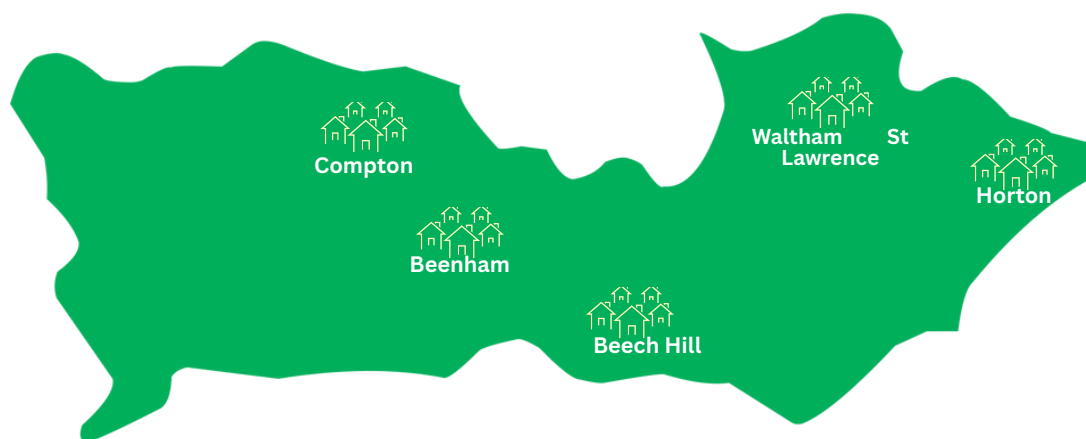 Waltham St
Lawrence
Compton
Horton
Beenham
Beech Hill